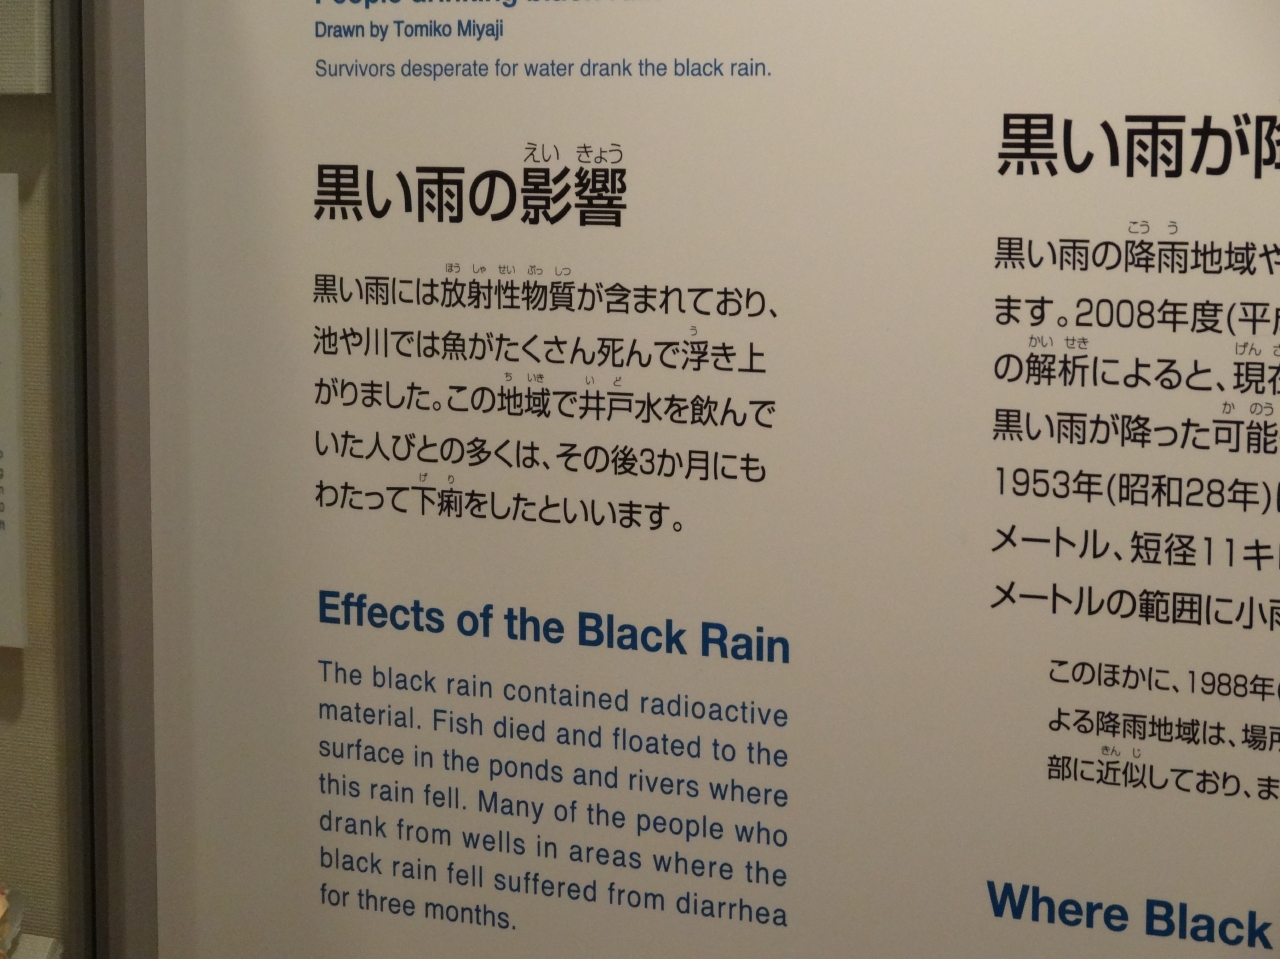 Drawn by Tomiko Miyaji
Survivors desperate for water drank the black rain.
えい きょう
黒い雨の影響
ほう しゃ せい ぶっ しつ
黒い雨には放射性物質が含まれており、
う
池や川では魚がたくさん死んで浮き上
ち いき い ど
がりました。この地域で井戸水を飲んで
いた人びとの多くは、その後3か月にも
げ り
わたって下痢をしたといいます。
Effects of the Black Rain
The black rain contained radioactive
material. Fish died and floated to the
surface in the ponds and rivers where
this rain fell. Many of the people who
drank from wells in areas where the
black rain fell suffered from diarrhea
for three months.
黒い雨が降
こう う
黒い雨の降雨地域や
ます。2008年度(平成
かい せき げん
の解析によると、現在
か のう
黒い雨が降った可能
1953年(昭和28年)に
メートル、短径11キロ
メートルの範囲に小雨
このほかに、1988年(
よる降雨地域は、場所
きん じ
部に近似しており、ま
Where Black